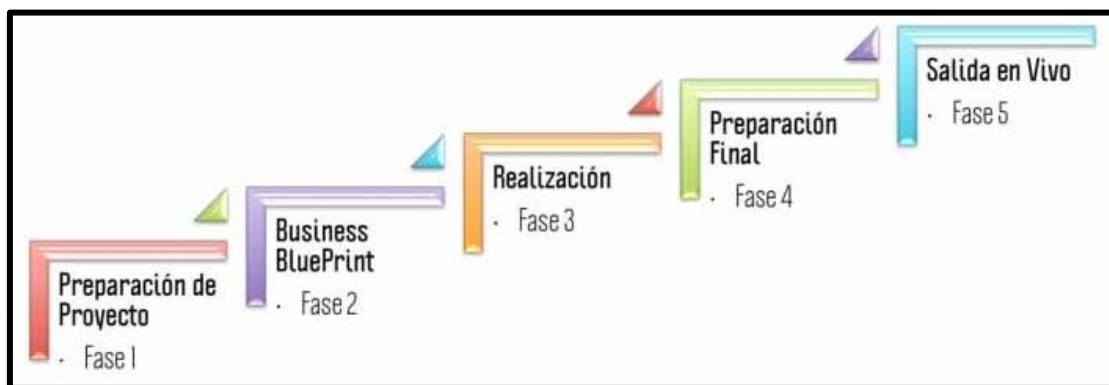 Preparación de
Proyecto
· Fase 1
Business
BluePrint
· Fase 2
Realización
· Fase 3
Preparación
Final
· Fase 4
Salida en Vivo
· Fase 5